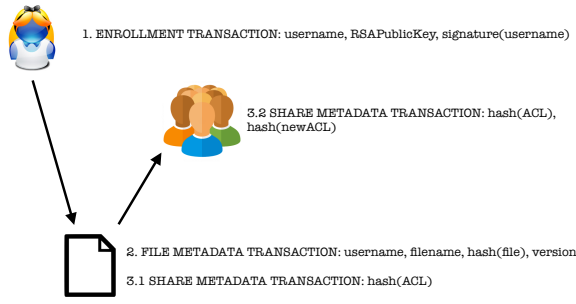 1. ENROLLMENT TRANSACTION: username, RSAPublicKey, signature(username)
3.2 SHARE METADATA TRANSACTION: hash(ACL),
hash(newACL)
2. FILE METADATA TRANSACTION: username, filename, hash(file), version
3.1 SHARE METADATA TRANSACTION: hash(ACL)